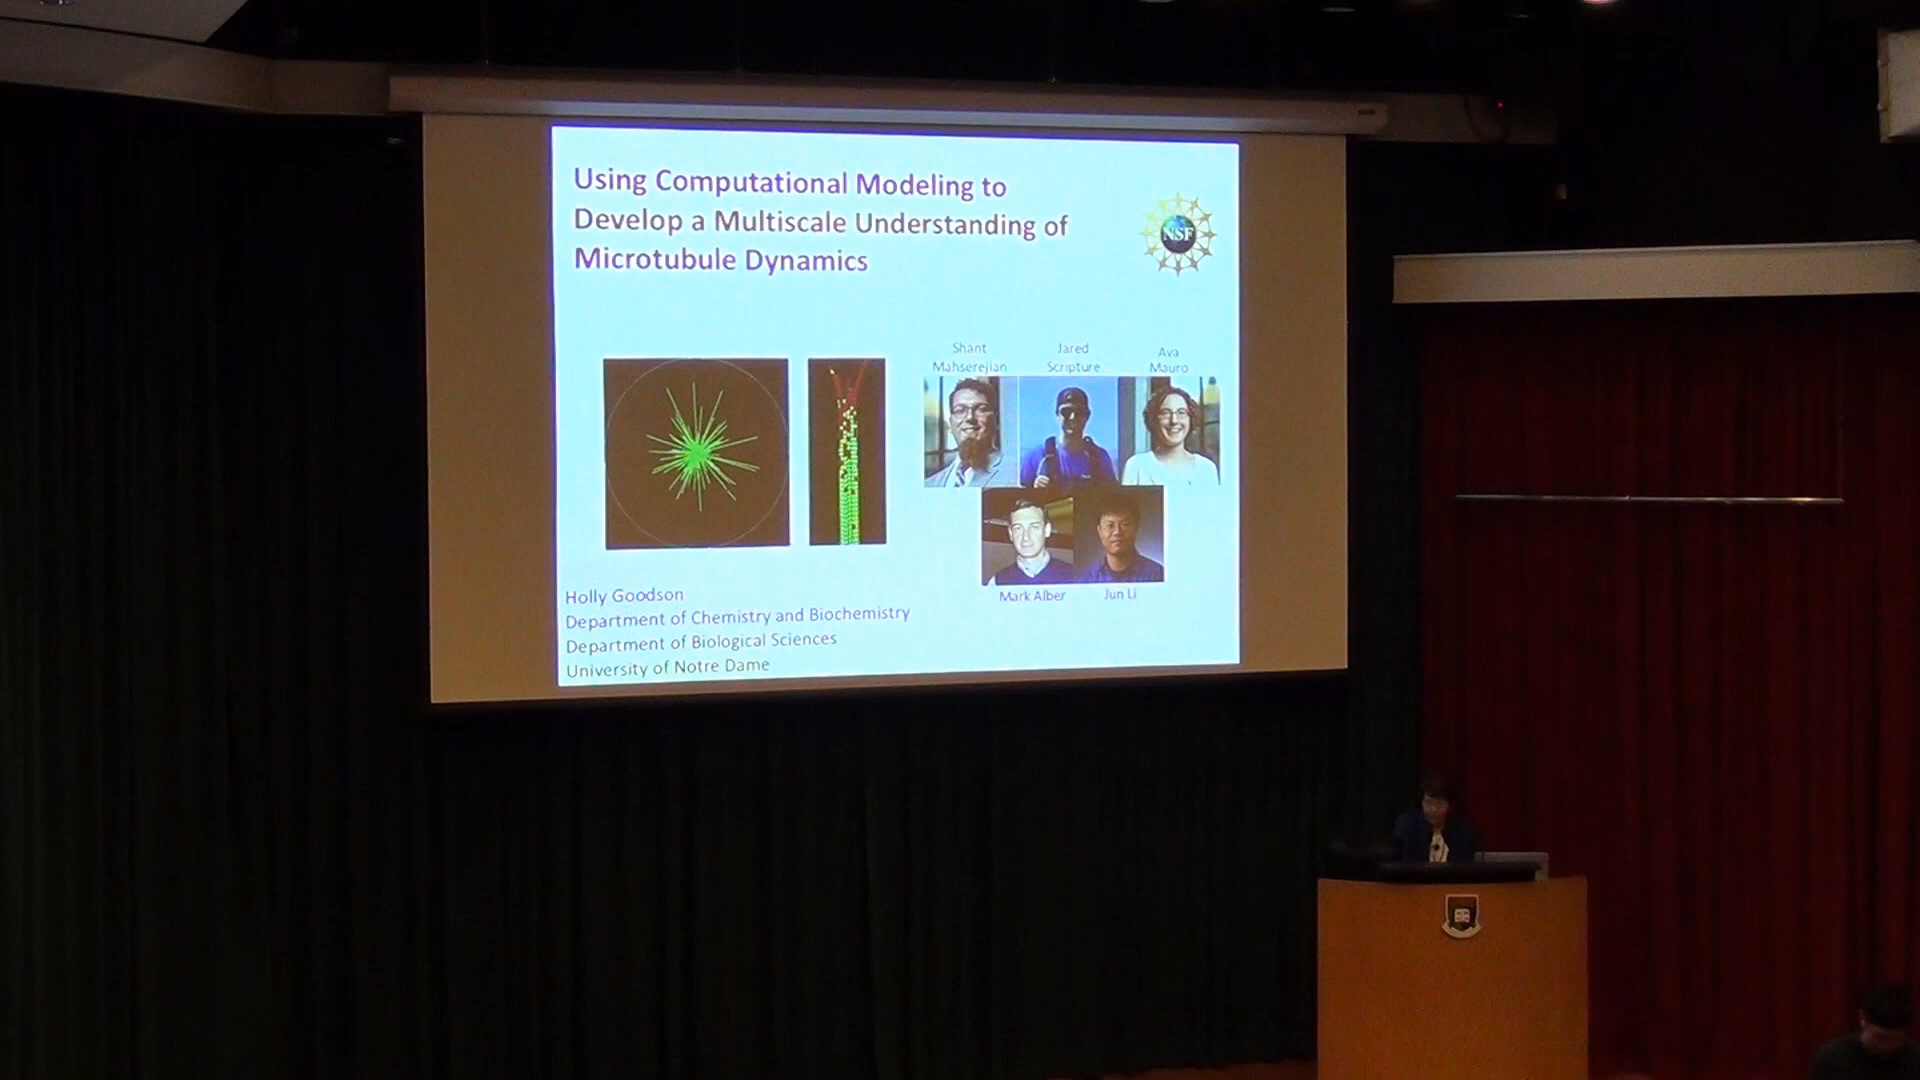 Using Computational Modeling to
Develop a Multiscale Understanding of
Microtubule Dynamics
NSF
Shant
Mahserejian
Jared
Scripture
Ava
Mauro
Mark Alber
Jun Li
Holly Goodson
Department of Chemistry and Biochemistry
Department of Biological Sciences
University of Notre Dame